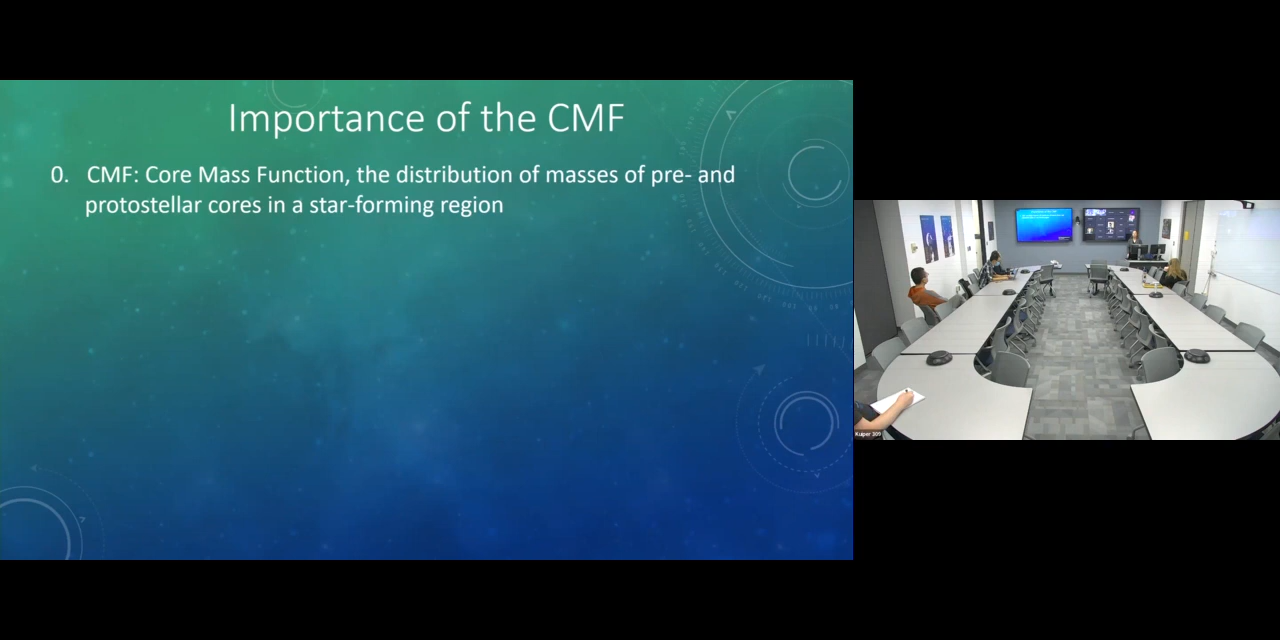 Importance of the CMF
0. CMF: Core Mass Function, the distribution of masses of pre- and
protostellar cores in a star-forming region
Kuiper 309